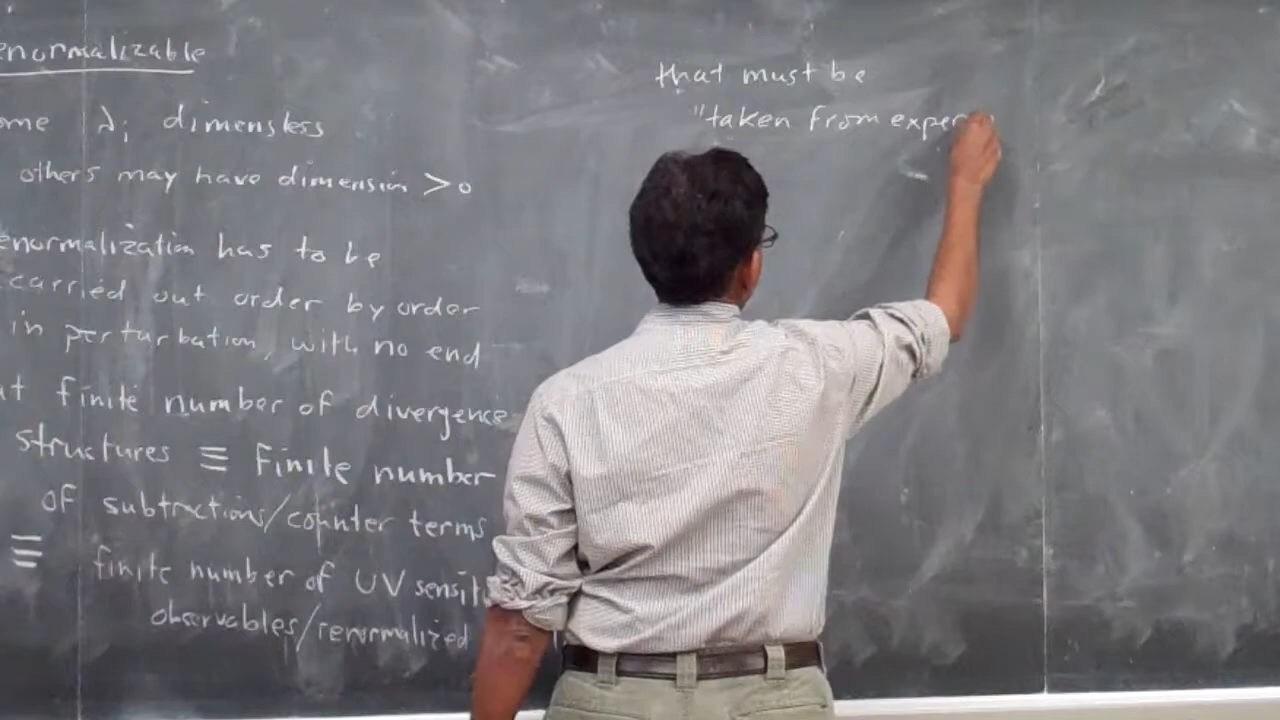 enormalizable
ome λi dimensless
others may have dimension >0
enormalization has to be
carried out order by order
in perturbation, with no end
ut finite number of divergence
structures ≡ finite number
of subtractions/counter terms
≡ finite number of UV sensit
observables/renormalized
that must be
"taken from exper